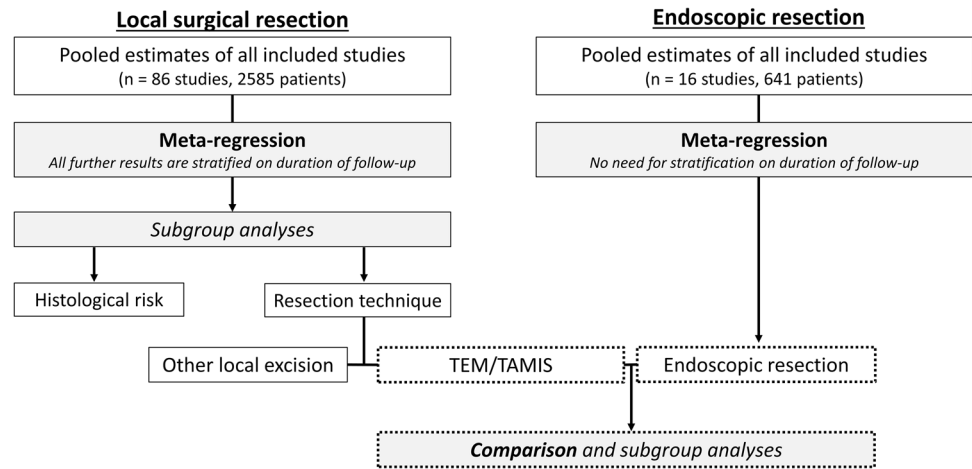 Local surgical resection
Pooled estimates of all included studies
(n = 86 studies, 2585 patients)
Meta-regression
All further results are stratified on duration of follow-up
Subgroup analyses
Histological risk
Resection technique
Other local excision
TEM/TAMIS
Endoscopic resection
Pooled estimates of all included studies
(n = 16 studies, 641 patients)
Meta-regression
No need for stratification on duration of follow-up
Endoscopic resection
Comparison and subgroup analyses